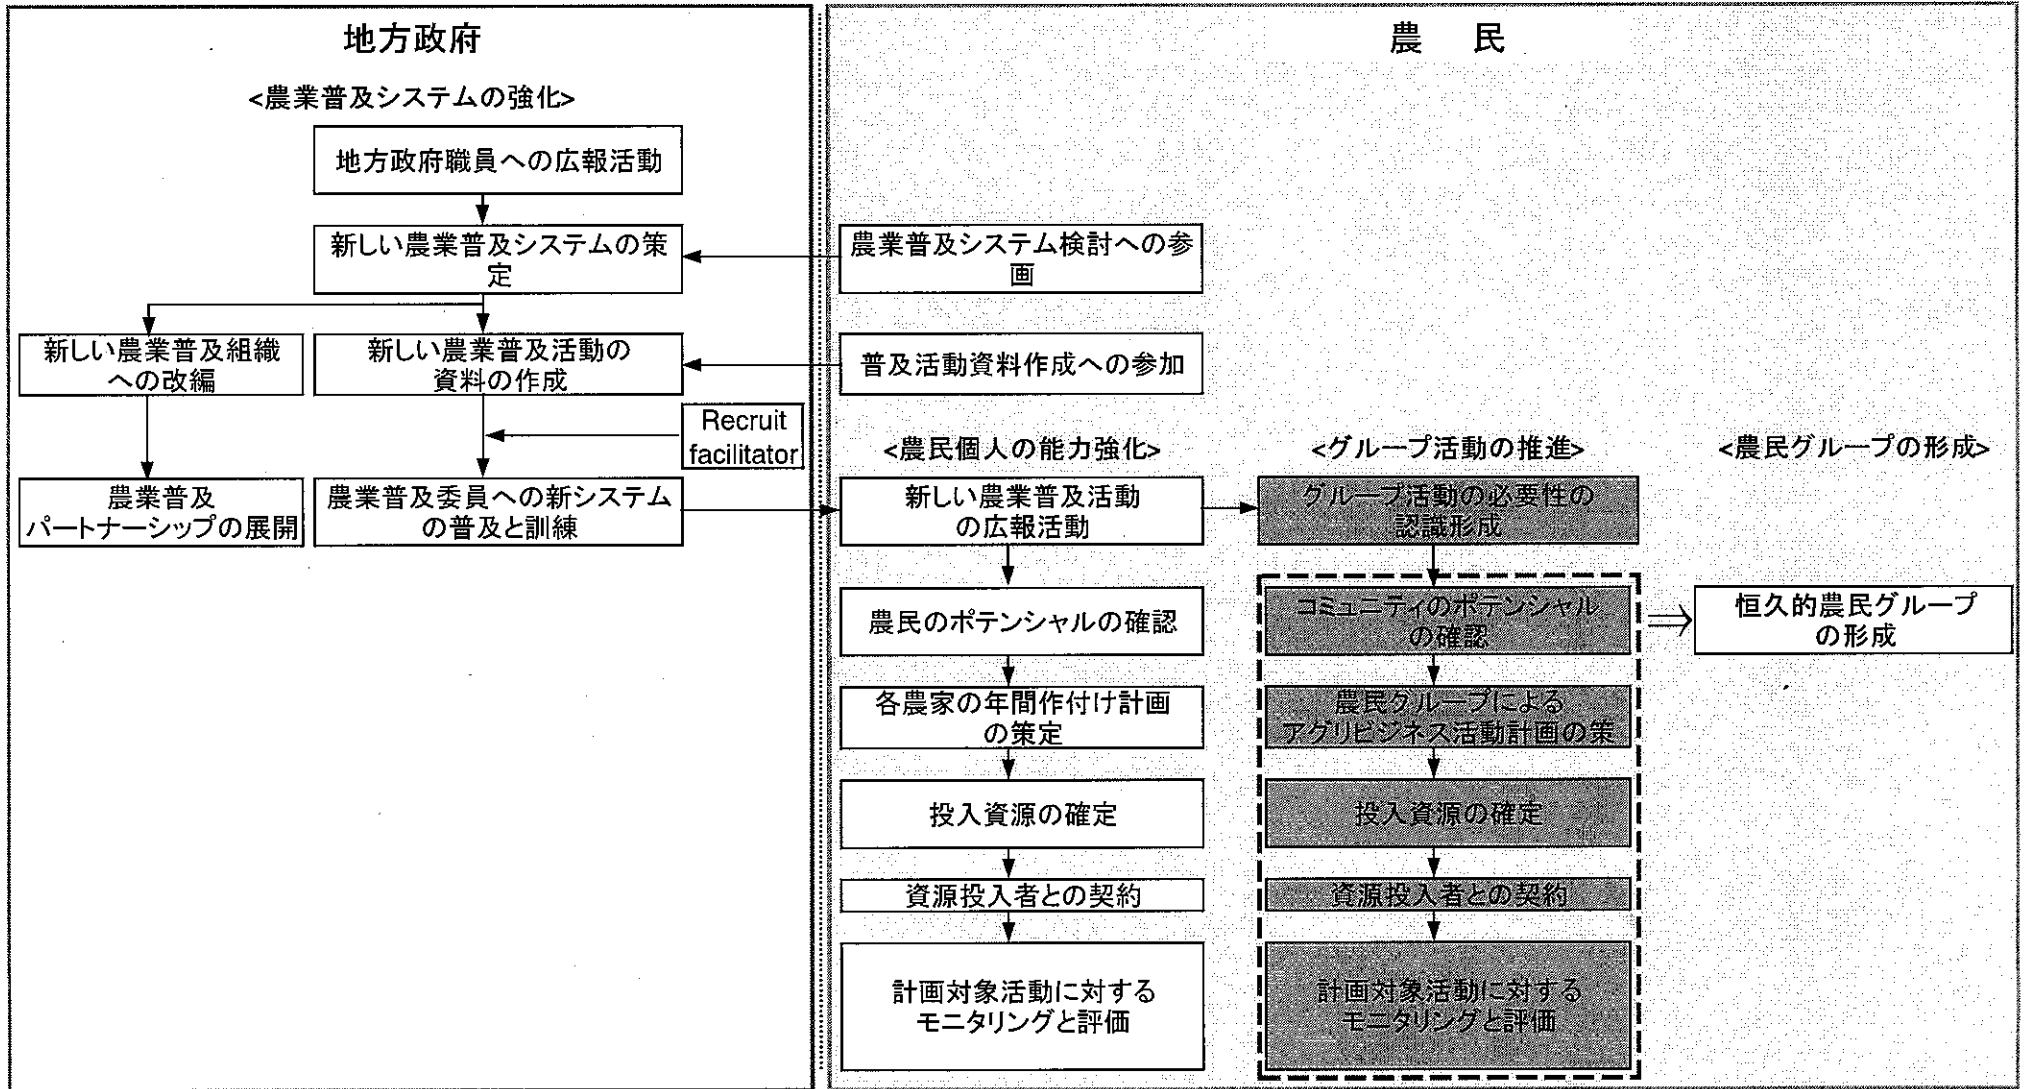 地方政府
<農業普及システムの強化>
地方政府職員への広報活動
新しい農業普及システムの策
定
新しい農業普及組織
への改編
新しい農業普及活動の
資料の作成
Recruit
facilitator
農業普及
パートナーシップの展開
農業普及委員への新システム
の普及と訓練
農 民
農業普及システム検討への参
画
普及活動資料作成への参加
<農民個人の能力強化>
新しい農業普及活動
の広報活動
農民のポテンシャルの確認
各農家の年間作付け計画
の策定
投入資源の確定
資源投入者との契約
計画対象活動に対する
モニタリングと評価
<グループ活動の推進>
グループ活動の必要性の
認識形成
コミュニティのポテンシャル
の確認
農民グループによる
アグリビジネス活動計画の策
投入資源の確定
資源投入者との契約
計画対象活動に対する
モニタリングと評価
<農民グループの形成>
恒久的農民グループ
の形成